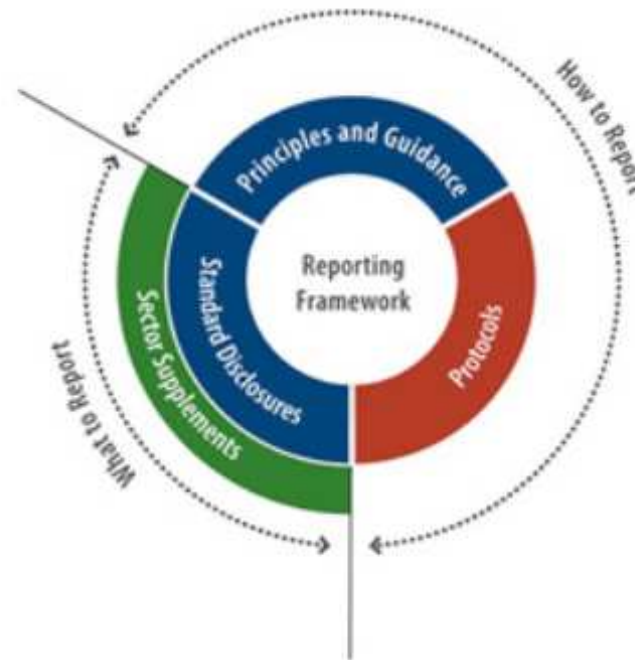 How to Report
Principles and Guidance
Reporting
Framework
Standard Disclosures
Protocols
Sector Supplements
What to Report